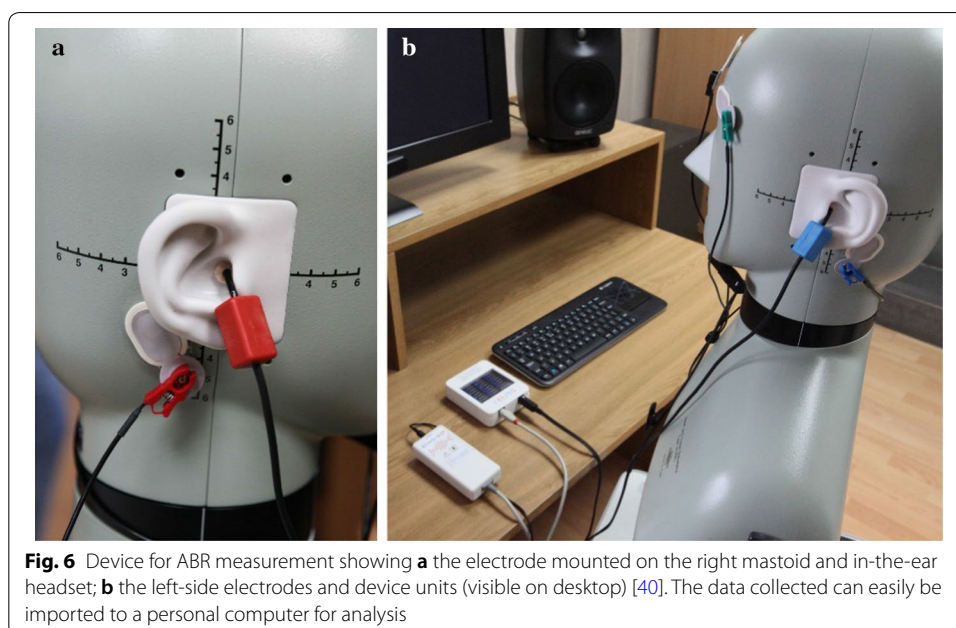 a
b
6
5
4
6 5 4 3
4 5 6
4
5
6
Fig. 6 Device for ABR measurement showing a the electrode mounted on the right mastoid and in-the-ear
headset; b the left-side electrodes and device units (visible on desktop) [40]. The data collected can easily be
imported to a personal computer for analysis